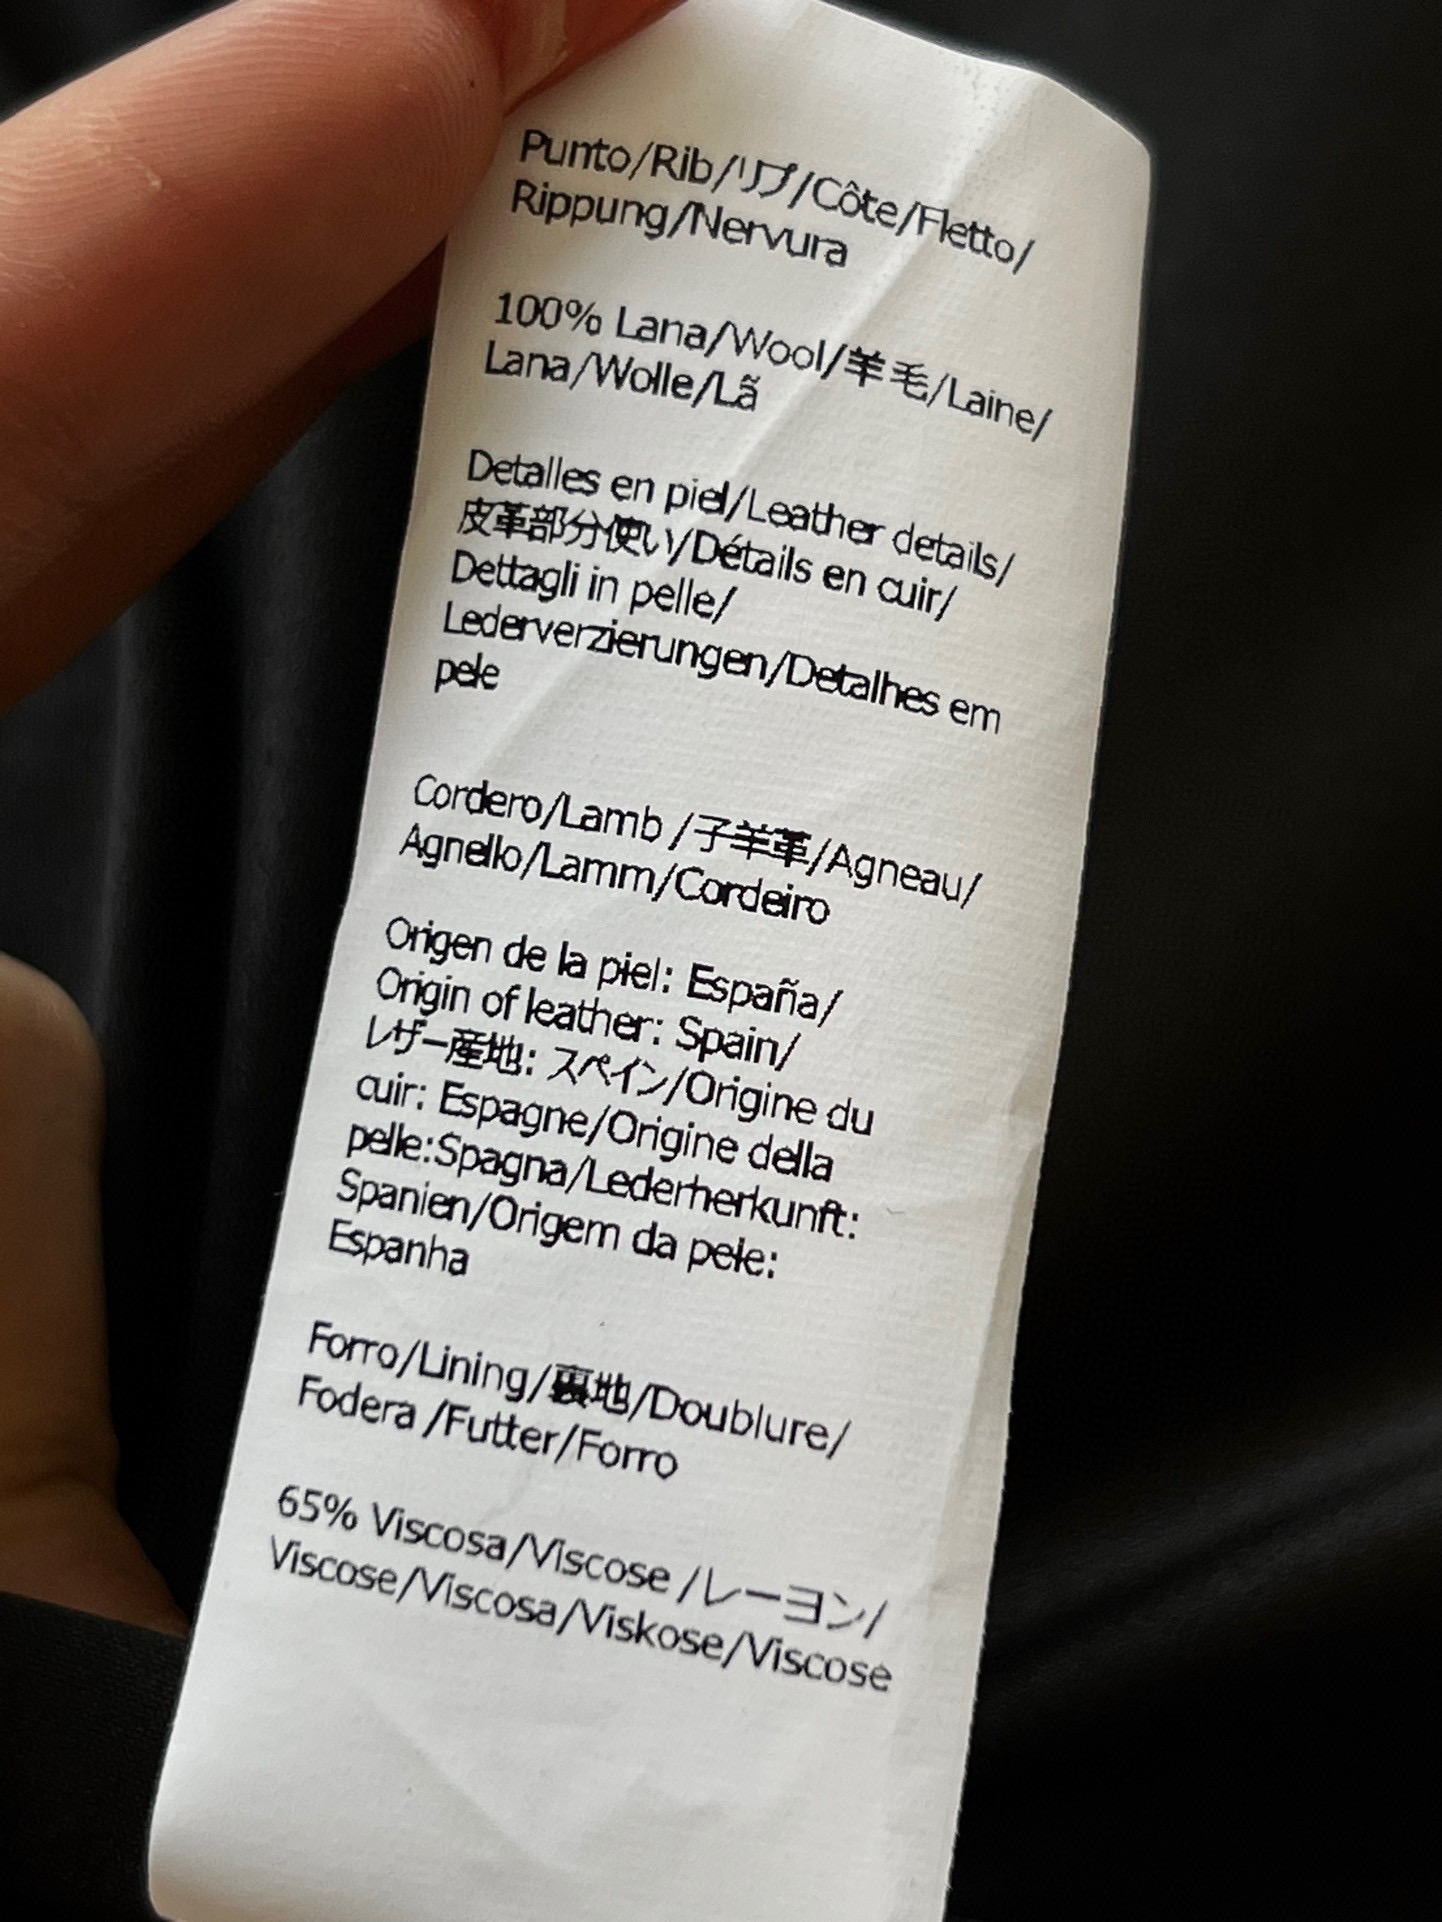 Punto/Rib/リブ/Côte/Fletto/
Rippung/Nervura
100% Lana/Wool/羊毛/Laine/
Lana/Wolle/Lã
Detalles en piel/Leather details/
皮革部分使い/Détails en cuir/
Dettagli in pelle/
Lederverzierungen/Detalhes em
pele
Cordero/Lamb /子羊革/Agneau/
Agnello/Lamm/Cordeiro
Origen de la piel: España/
Origin of leather: Spain/
レザー産地: スペイン/Origine du
cuir: Espagne/Origine della
pelle:Spagna/Lederherkunft:
Spanien/Origem da pele:
Espanha
Forro/Lining/裏地/Doublure/
Fodera /Futter/Forro
65% Viscosa/Viscose /レーヨン/
Viscose/Viscosa/Viskose/Viscose